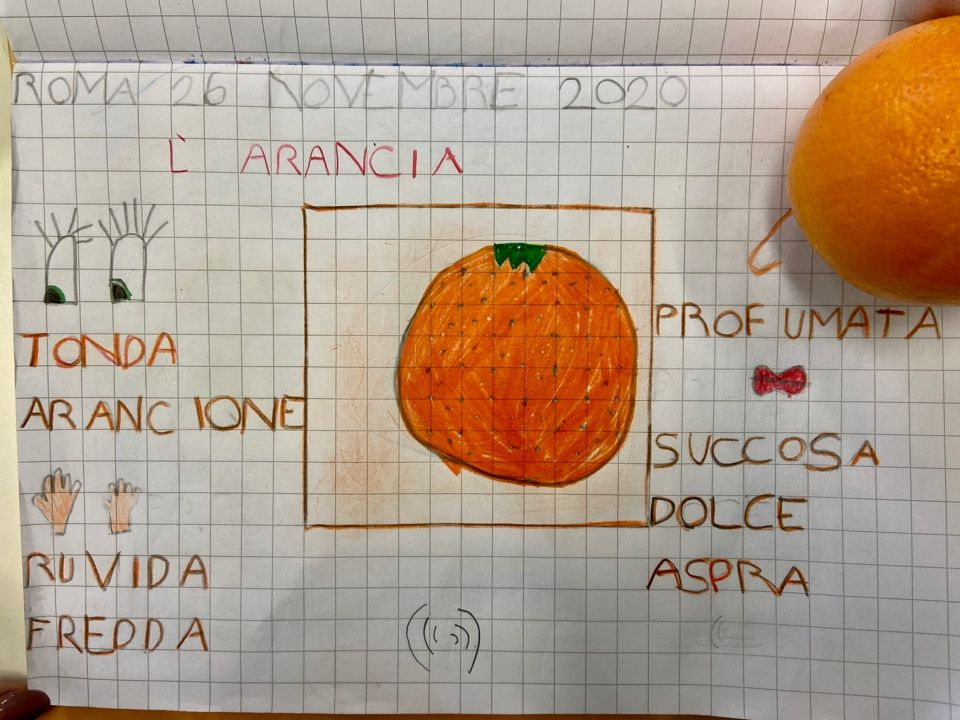 ROMA 26 NOVEMBRE 2020
L' ARANCIA
TONDA
ARANCIONE
RUVIDA
FREDDA
PROFUMATA
SUCCOSA
DOLCE
ASPRA